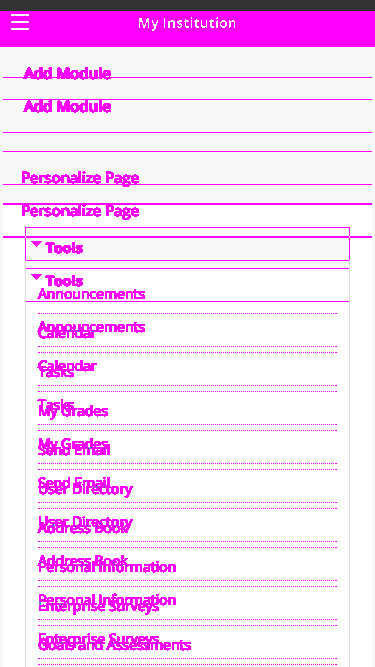 My Institution
Add Module
Add Module
Personalize Page
Personalize Page
Tools
Tools
Announcements
Announcements
Calendar
Calendar
Tasks
Tasks
My Grades
My Grades
Send Email
Send Email
User Directory
User Directory
Address Book
Address Book
Personal Information
Personal Information
Enterprise Surveys
Enterprise Surveys
Goals and Assessments